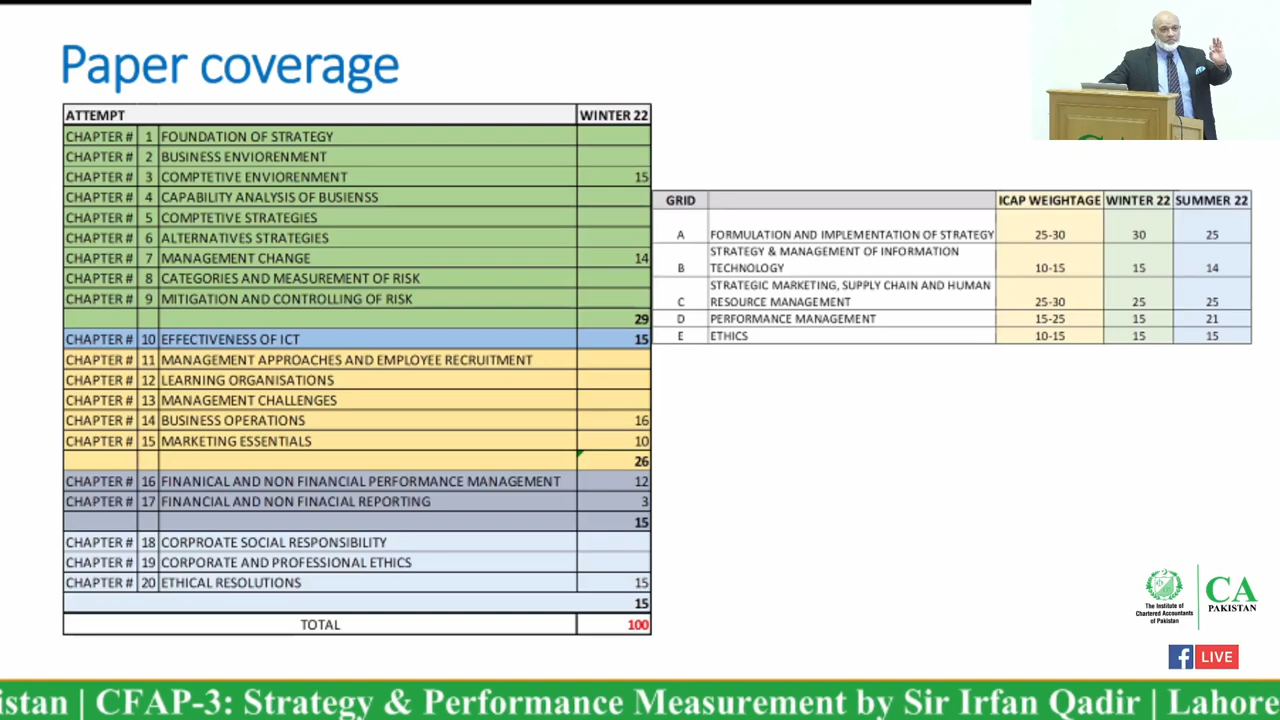 Paper coverage
ATTEMPT WINTER 22
CHAPTER # 1 FOUNDATION OF STRATEGY
CHAPTER # 2 BUSINESS ENVIORENMENT
CHAPTER # 3 COMPTETIVE ENVIORENMENT 15
CHAPTER # 4 CAPABILITY ANALYSIS OF BUSIENSS
CHAPTER # 5 COMPTETIVE STRATEGIES
CHAPTER # 6 ALTERNATIVES STRATEGIES
CHAPTER # 7 MANAGEMENT CHANGE 14
CHAPTER # 8 CATEGORIES AND MEASUREMENT OF RISK
CHAPTER # 9 MITIGATION AND CONTROLLING OF RISK
29
CHAPTER # 10 EFFECTIVENESS OF ICT 15
CHAPTER # 11 MANAGEMENT APPROACHES AND EMPLOYEE RECRUITMENT
CHAPTER # 12 LEARNING ORGANISATIONS
CHAPTER # 13 MANAGEMENT CHALLENGES
CHAPTER # 14 BUSINESS OPERATIONS 16
CHAPTER # 15 MARKETING ESSENTIALS 10
26
CHAPTER # 16 FINANICAL AND NON FINANCIAL PERFORMANCE MANAGEMENT 12
CHAPTER # 17 FINANCIAL AND NON FINACIAL REPORTING 3
15
CHAPTER # 18 CORPROATE SOCIAL RESPONSIBILITY
CHAPTER # 19 CORPORATE AND PROFESSIONAL ETHICS
CHAPTER # 20 ETHICAL RESOLUTIONS 15
15
TOTAL 100
GRID ICAP WEIGHTAGE WINTER 22 SUMMER 22
A FORMULATION AND IMPLEMENTATION OF STRATEGY 25-30 30 25
STRATEGY & MANAGEMENT OF INFORMATION
B TECHNOLOGY 10-15 15 14
STRATEGIC MARKETING, SUPPLY CHAIN AND HUMAN
C RESOURCE MANAGEMENT 25-30 25 25
D PERFORMANCE MANAGEMENT 15-25 15 21
E ETHICS 10-15 15 15
The Institute of
Chartered Accountants
of Pakistan
CA
PAKISTAN
f LIVE
istan | CFAP-3: Strategy & Performance Measurement by Sir Irfan Qadir | Lahore